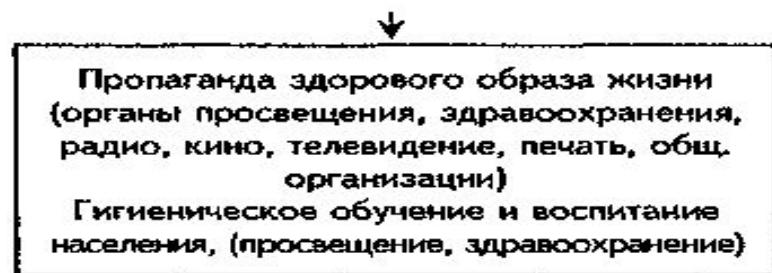 Пропаганда здорового образа жизни
(органы просвещения, здравоохранения,
радио, кино, телевидение, печать, общ.
организации)
Гигиеническое обучение и воспитание
населения, (просвещение, здравоохранение)